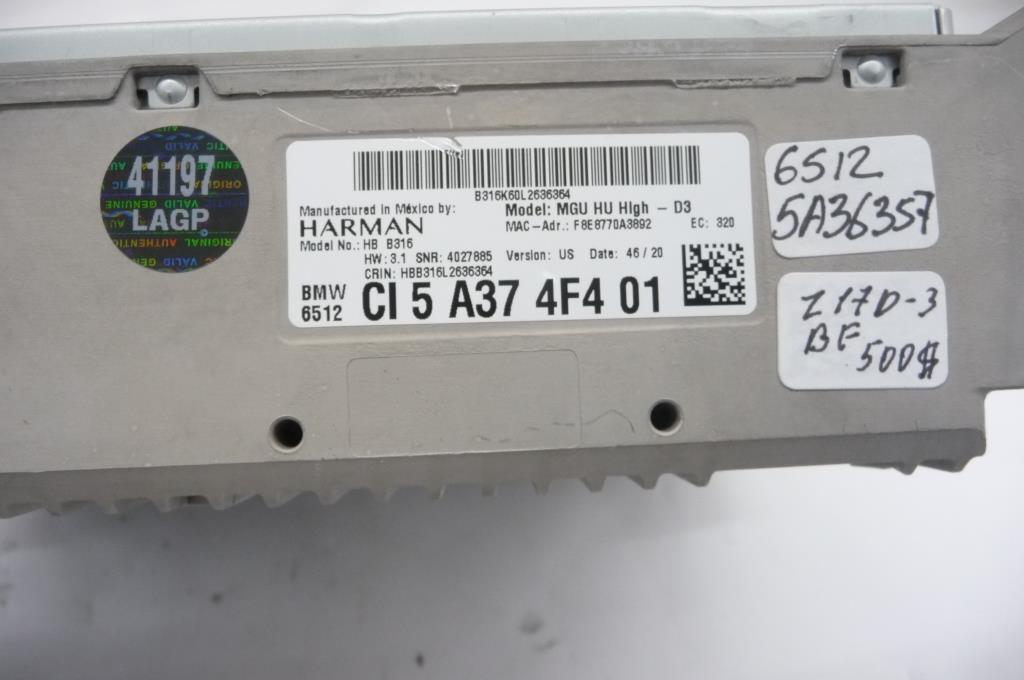 41197
LAGP
B316K60L2636364
Manufactured in México by:
HARMAN
Model: MGU HU High - D3
MAC-Adr.: F8E8770A3892 EC: 320
Model No.: HB B316
HW: 3.1 SNR: 4027885 Version: US Date: 46/20
CRIN: HBB316L2636364
BMW
6512
CI 5 A37 4F4 01
6512
5A36357
Z17D-3
BF
500$